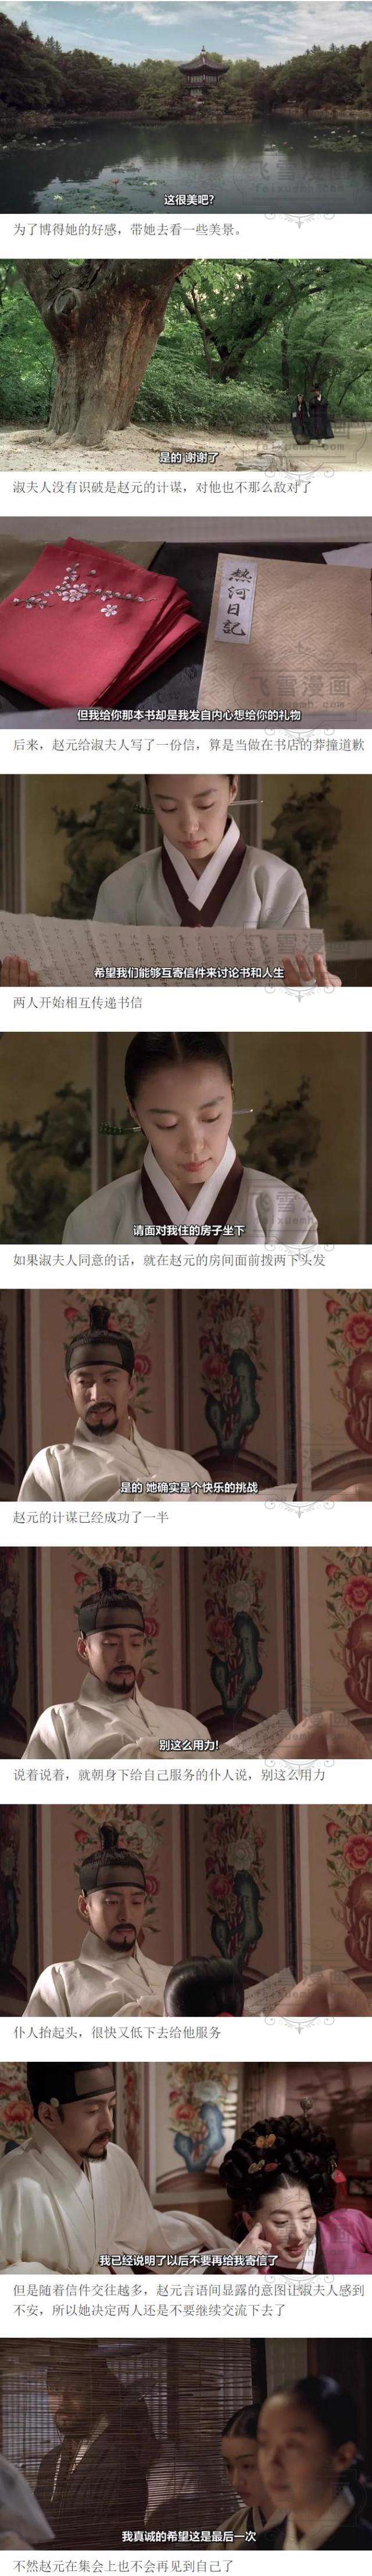 这很美吧?
飞雪漫画
feixuemh.com
为了博得她的好感，带她去看一些美景。
是的 谢谢了
淑夫人没有识破是赵元的计谋，对他也不那么敌对了
熱河日記
飞雪漫画
但我给你那本书却是我发自内心想给你的礼物
后来，赵元给淑夫人写了一份信，算是当做在书店的莽撞道歉
希望我们能够互寄信件来讨论书和人生
两人开始相互传递书信
请面对我住的房子坐下
如果淑夫人同意的话，就在赵元的房间面前拨两下头发
是的 她确实是个快乐的挑战
赵元的计谋已经成功了一半
别这么用力!
说着说着，就朝身下给自己服务的仆人说，别这么用力
仆人抬起头，很快又低下去给他服务
我已经说明了以后不要再给我寄信了
但是随着信件交往越多，赵元言语间显露的意图让淑夫人感到
不安，所以她决定两人还是不要继续交流下去了
我真诚的希望这是最后一次
不然赵元在集会上也不会再见到自己了